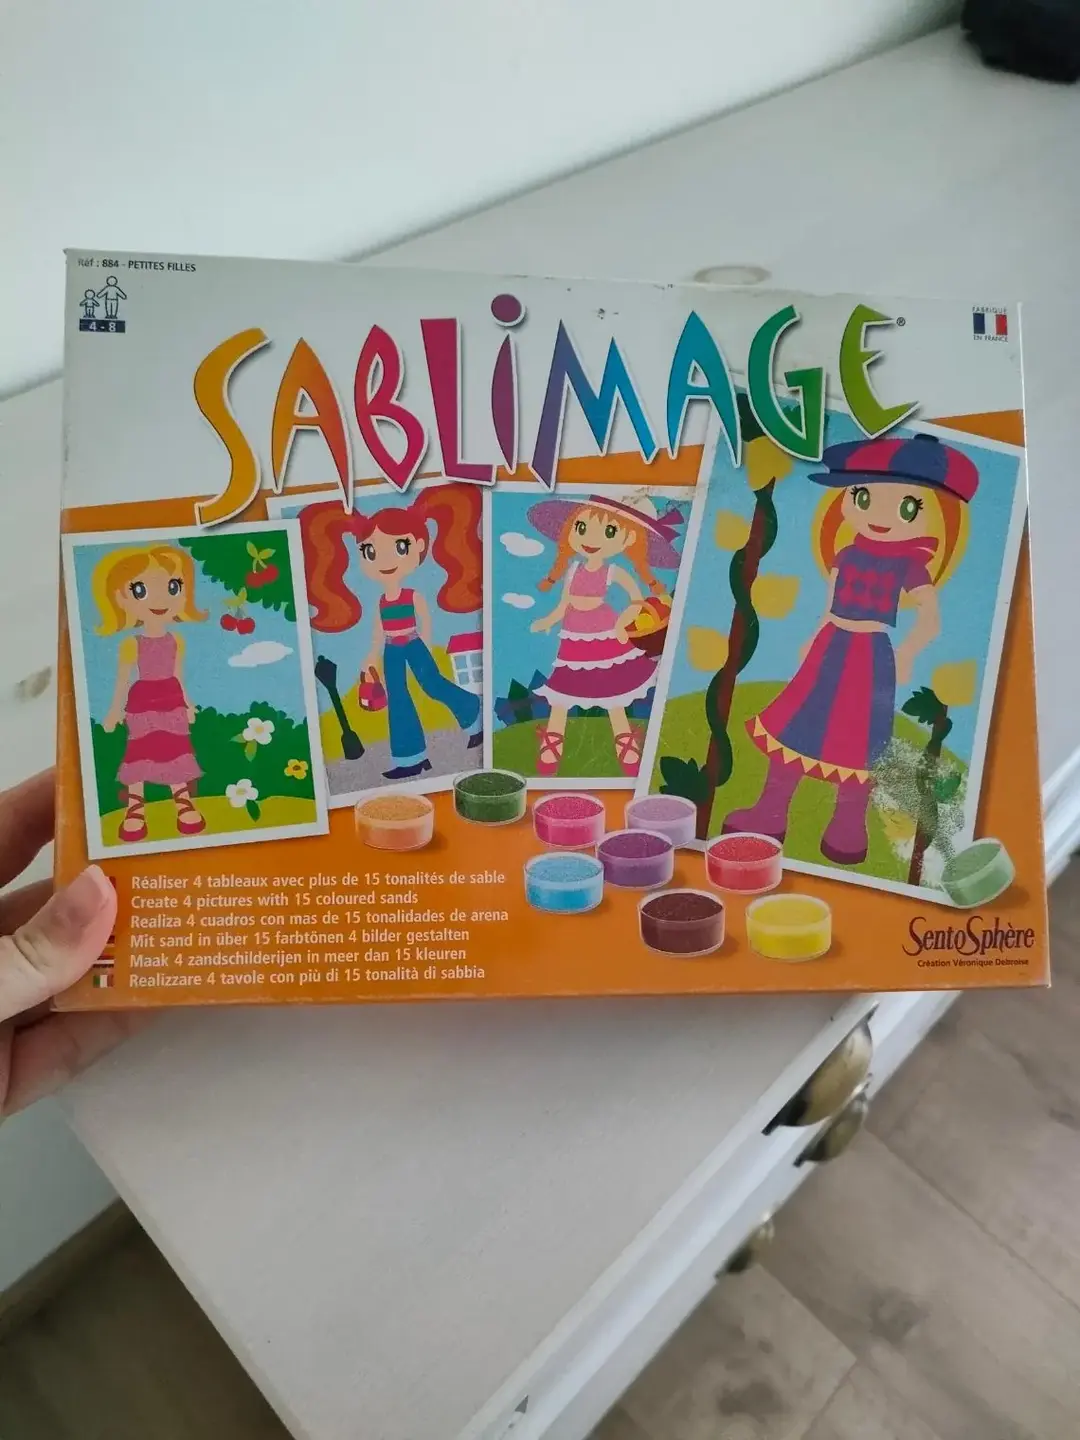 Réf : 884 - PETITES FILLES
4 - 8
SABLIMAGE®
FABRIQUÉ
EN FRANCE
Réaliser 4 tableaux avec plus de 15 tonalités de sable
Create 4 pictures with 15 coloured sands
Realiza 4 cuadros con mas de 15 tonalidades de arena
Mit sand in über 15 farbtönen 4 bilder gestalten
Maak 4 zandschilderijen in meer dan 15 kleuren
Realizzare 4 tavole con più di 15 tonalità di sabbia
SentoSphère
Création Véronique Debroise